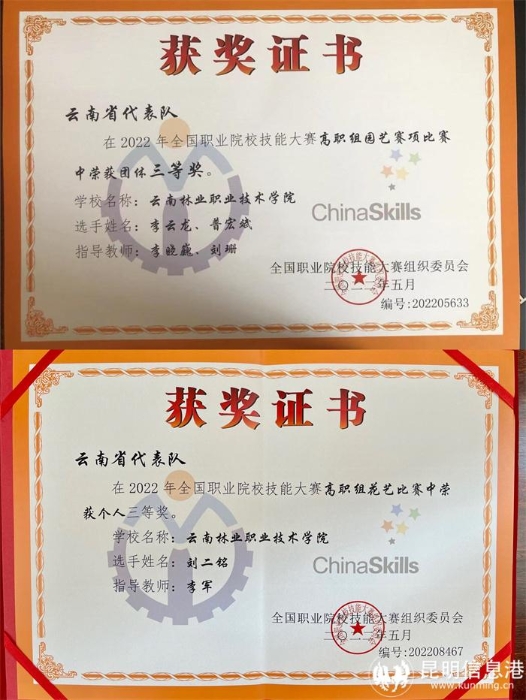 获奖证书
云南省代表队
在2022年全国职业院校技能大赛高职组园艺赛项比赛
中荣获团体三等奖。
学校名称：云南林业职业技术学院
选手姓名：李云龙、普宏斌
指导教师：李晓巍、刘珊
ChinaSkills
全国职业院校技能大赛组织委员会
二〇二二年五月
编号:202205633
获奖证书
云南省代表队
在2022年全国职业院校技能大赛高职组花艺比赛中荣
获个人三等奖。
学校名称：云南林业职业技术学院
选手姓名：刘二铭
指导教师：李军
ChinaSkills
全国职业院校技能大赛组织委员会
二〇二二年五月
编号:202208467
昆明信息港
www.kunming.cn